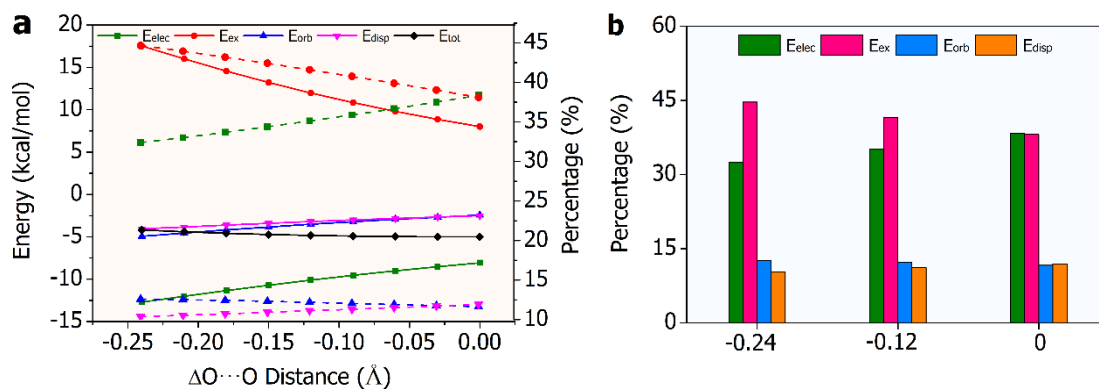 a
Energy (kcal/mol)
20
15
10
5
0
-5
-10
-15
Eelec Eex Eorb Edisp Etot
45
40
35
30
25
20
15
10
Percentage (%)
-0.25 -0.20 -0.15 -0.10 -0.05 0.00
ΔO···O Distance (Å)
b
Percentage (%)
60
45
30
15
0
Eelec Eex Eorb Edisp
-0.24 -0.12 0